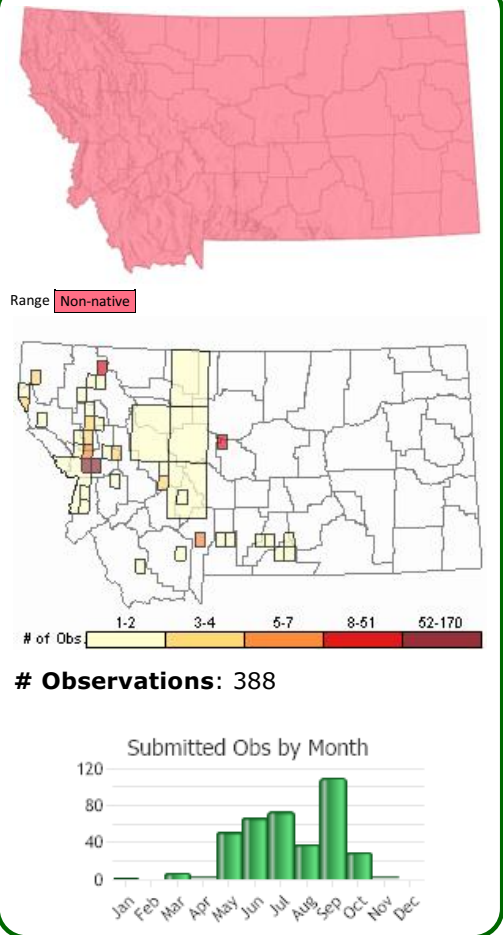 Range Non-native
1-2 3-4 5-7 8-51 52-170
# of Obs.
# Observations: 388
Submitted Obs by Month
120
80
40
0
Jan Feb Mar Apr May Jun Jul Aug Sep Oct Nov Dec